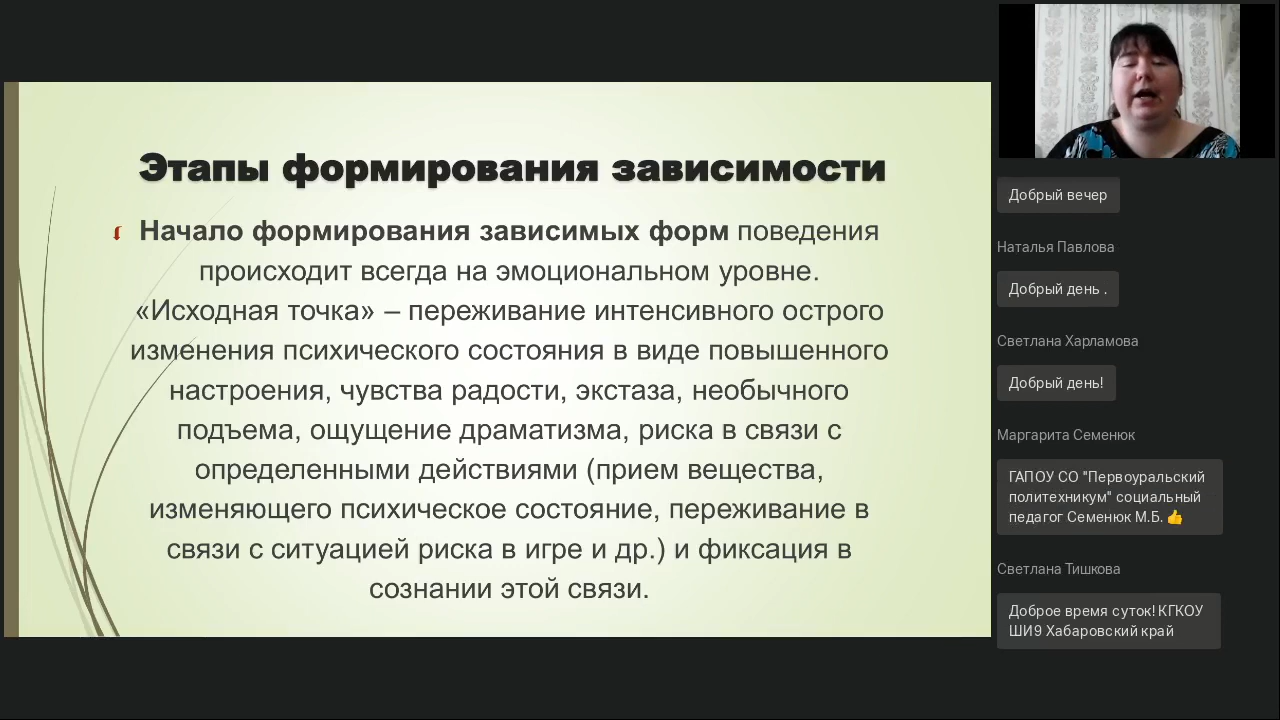 Этапы формирования зависимости
Начало формирования зависимых форм поведения
происходит всегда на эмоциональном уровне.
«Исходная точка» – переживание интенсивного острого
изменения психического состояния в виде повышенного
настроения, чувства радости, экстаза, необычного
подъема, ощущение драматизма, риска в связи с
определенными действиями (прием вещества,
изменяющего психическое состояние, переживание в
связи с ситуацией риска в игре и др.) и фиксация в
сознании этой связи.
Добрый вечер
Наталья Павлова
Добрый день .
Светлана Харламова
Добрый день!
Маргарита Семенюк
ГАПОУ СО "Первоуральский
политехникум" социальный
педагог Семенюк М.Б. 👍
Светлана Тишкова
Доброе время суток! КГКОУ
ШИ9 Хабаровский край